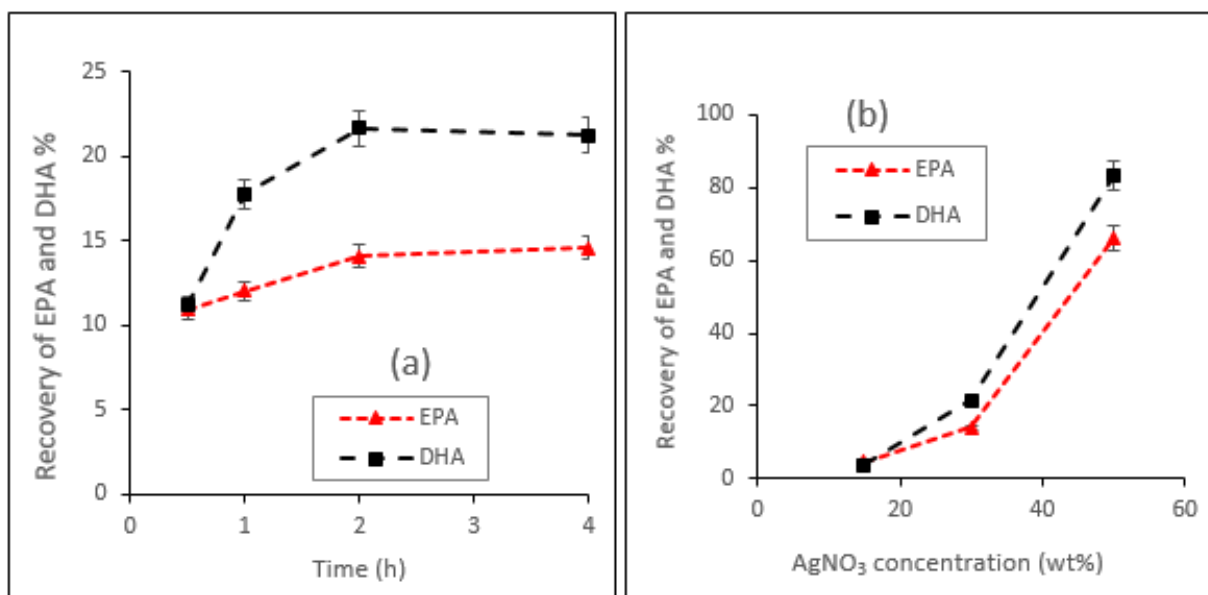 Recovery of EPA and DHA %
25
20
15
10
5
0
0
1
2
3
4
Time (h)
(a)
EPA
DHA
Recovery of EPA and DHA %
100
80
60
40
20
0
0
20
40
60
AgNO₃ concentration (wt%)
(b)
EPA
DHA